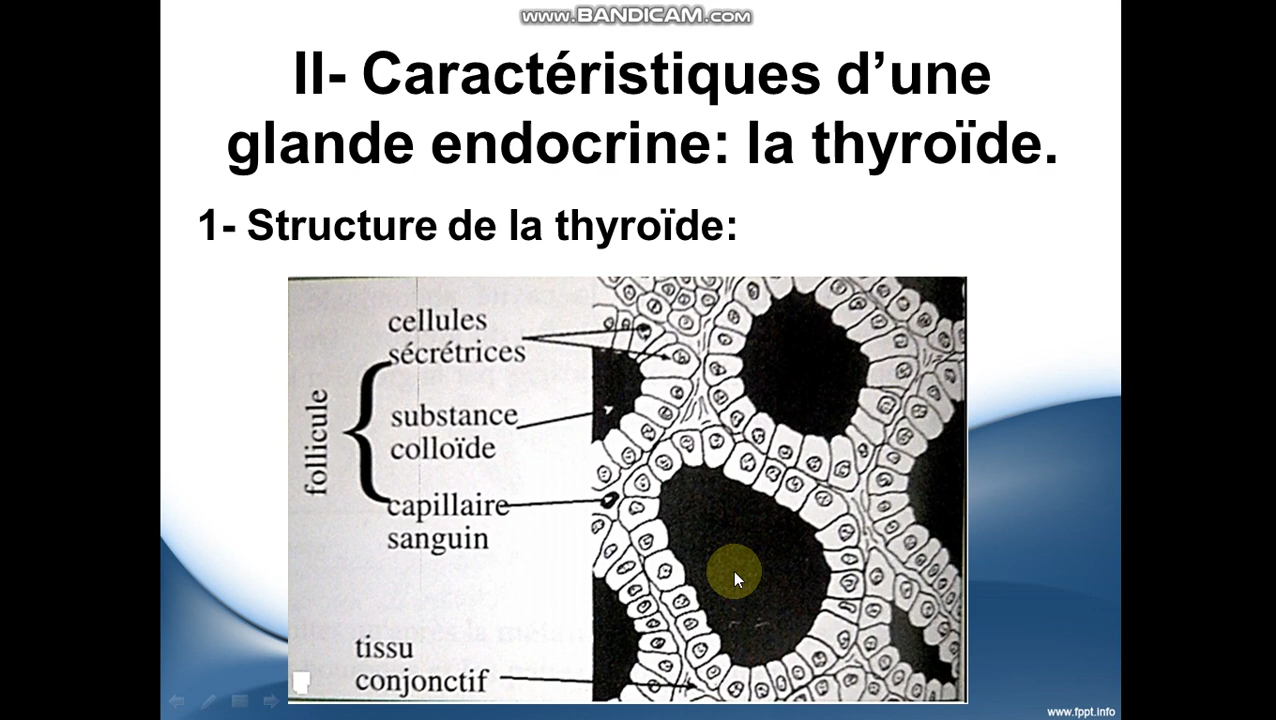 www.BANDICAM.com
II- Caractéristiques d’une
glande endocrine: la thyroïde.
1- Structure de la thyroïde:
cellules
sécrétrices
follicule
substance
colloïde
capillaire
sanguin
tissu
conjonctif
www.fppt.info